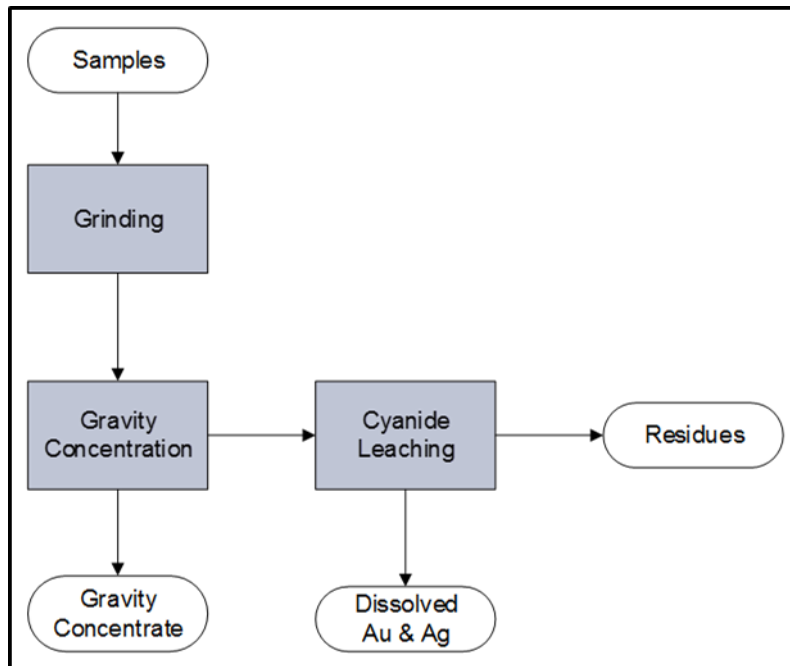 Samples
Grinding
Gravity
Concentration
Cyanide
Leaching
Residues
Gravity
Concentrate
Dissolved
Au & Ag